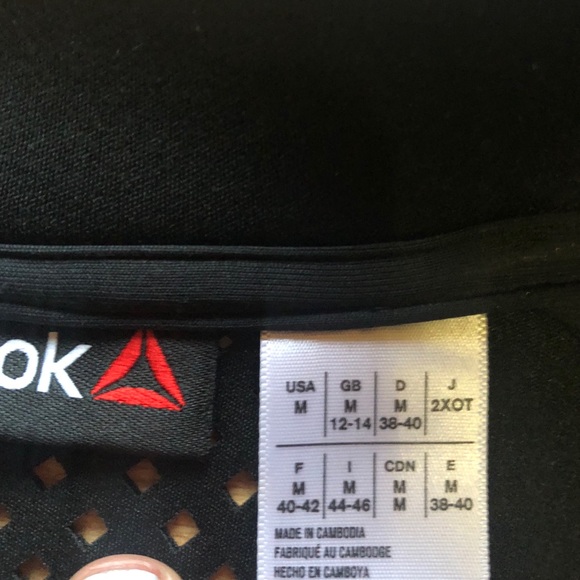 ok
USA GB D J
M M M 2XOT
12-14 38-40
F I CDN E
M M M M
40-42 44-46 M 38-40
MADE IN CAMBODIA
FABRIQUÉ AU CAMBODGE
HECHO EN CAMBOYA